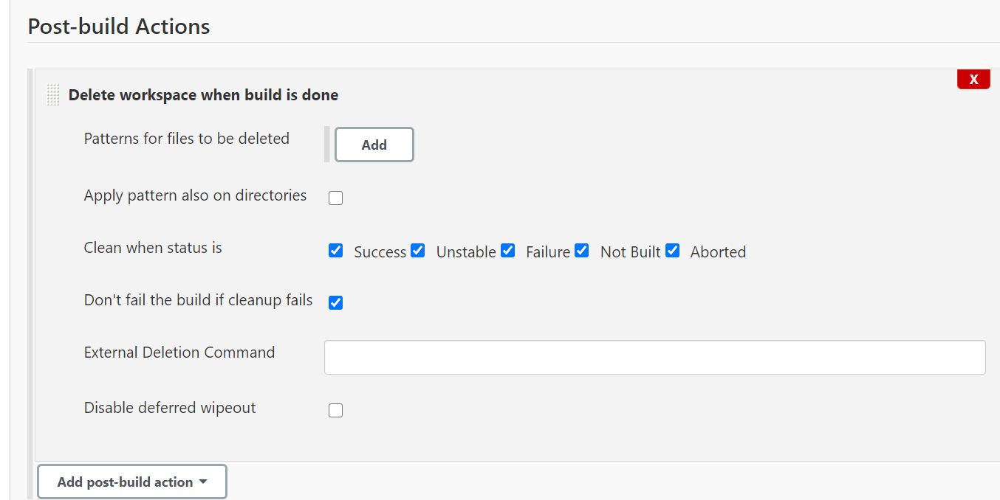 Post-build Actions
X
Delete workspace when build is done
Patterns for files to be deleted
Add
Apply pattern also on directories
Clean when status is
Success Unstable Failure Not Built Aborted
Don't fail the build if cleanup fails
External Deletion Command
Disable deferred wipeout
Add post-build action